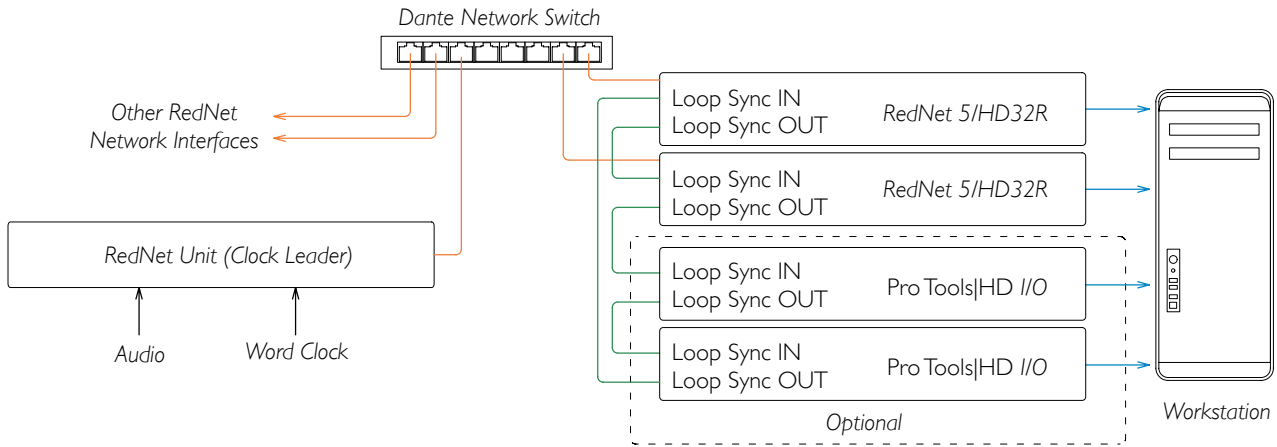 Dante Network Switch
Other RedNet
Network Interfaces
RedNet Unit (Clock Leader)
Audio
Word Clock
Loop Sync IN
Loop Sync OUT
RedNet 5/HD32R
Loop Sync IN
Loop Sync OUT
RedNet 5/HD32R
Loop Sync IN
Loop Sync OUT
Pro Tools|HD I/O
Loop Sync IN
Loop Sync OUT
Pro Tools|HD I/O
Optional
Workstation